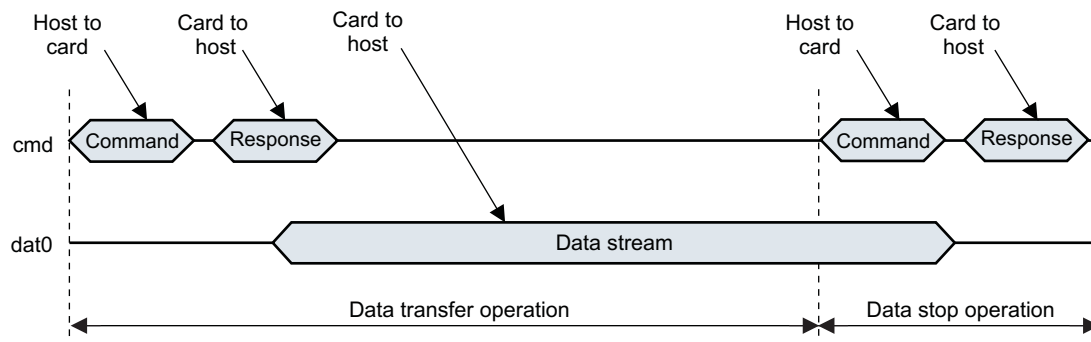 Host to
card
Card to
host
Card to
host
Host to
card
Card to
host
cmd
Command
Response
Command
Response
dat0
Data stream
Data transfer operation
Data stop operation